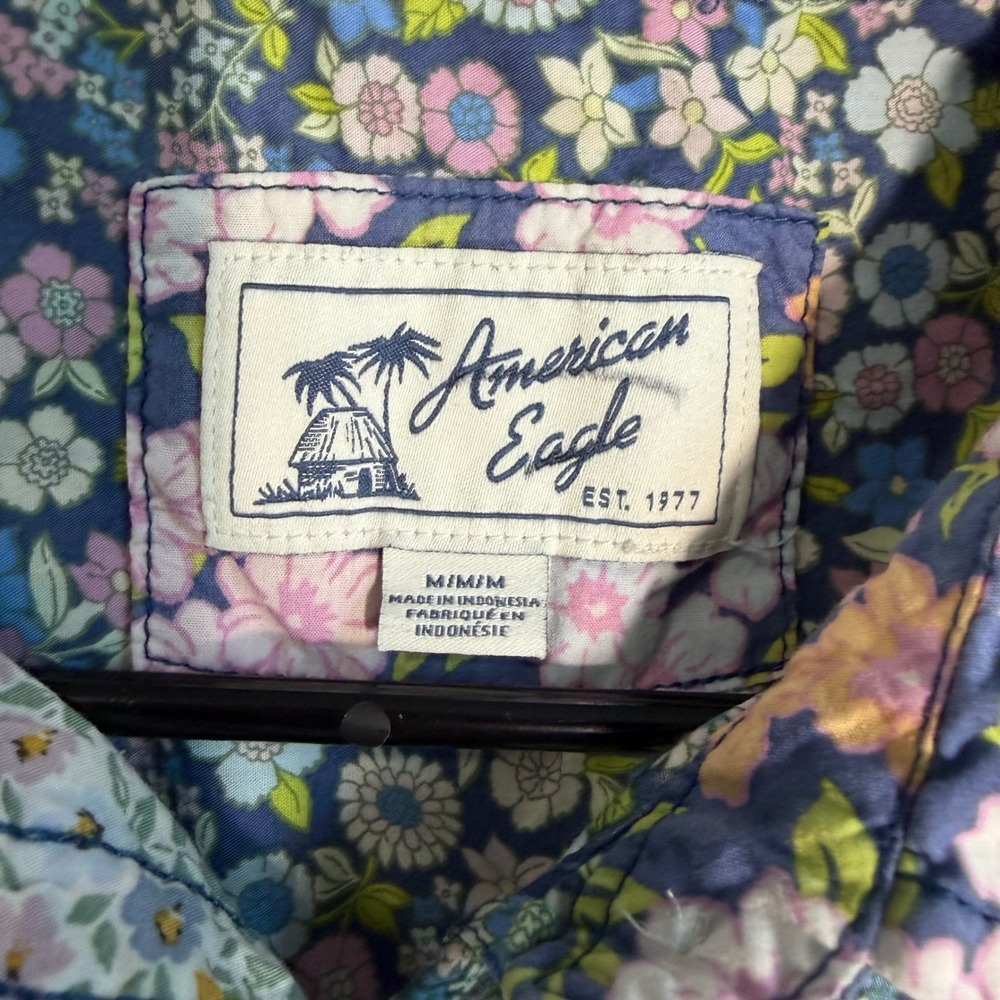 American
Eagle
EST. 1977
M/M/M
MADE IN INDONESIA
FABRIQUÉ EN
INDONÉSIE